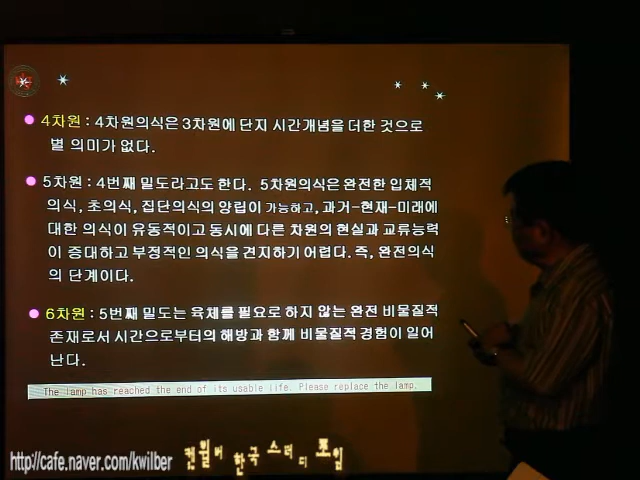 4차원 : 4차원의식은 3차원에 단지 시간개념을 더한 것으로
별 의미가 없다.
5차원 : 4번째 밀도라고도 한다. 5차원의식은 완전한 입체적
의식, 초의식, 집단의식의 양립이 가능하고, 과거-현재-미래에
대한 의식이 유동적이고 동시에 다른 차원의 현실과 교류능력
이 증대하고 부정적인 의식을 견지하기 어렵다. 즉, 완전의식
의 단계이다.
6차원 : 5번째 밀도는 육체를 필요로 하지 않는 완전 비물질적
존재로서 시간으로부터의 해방과 함께 비물질적 경험이 일어
난다.
The lamp has reached the end of its usable life. Please replace the lamp.
켄윌버 한국 스터디 모임
http://cafe.naver.com/kwilber